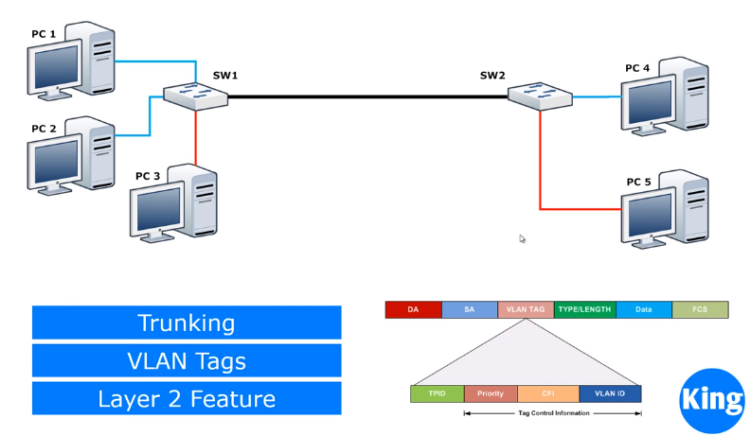 PC 1
SW1
SW2
PC 4
PC 2
PC 3
PC 5
Trunking
VLAN Tags
Layer 2 Feature
DA SA VLAN TAG TYPE/LENGTH Data FCS
TPID Priority CFI VLAN ID
Tag Control Information
King